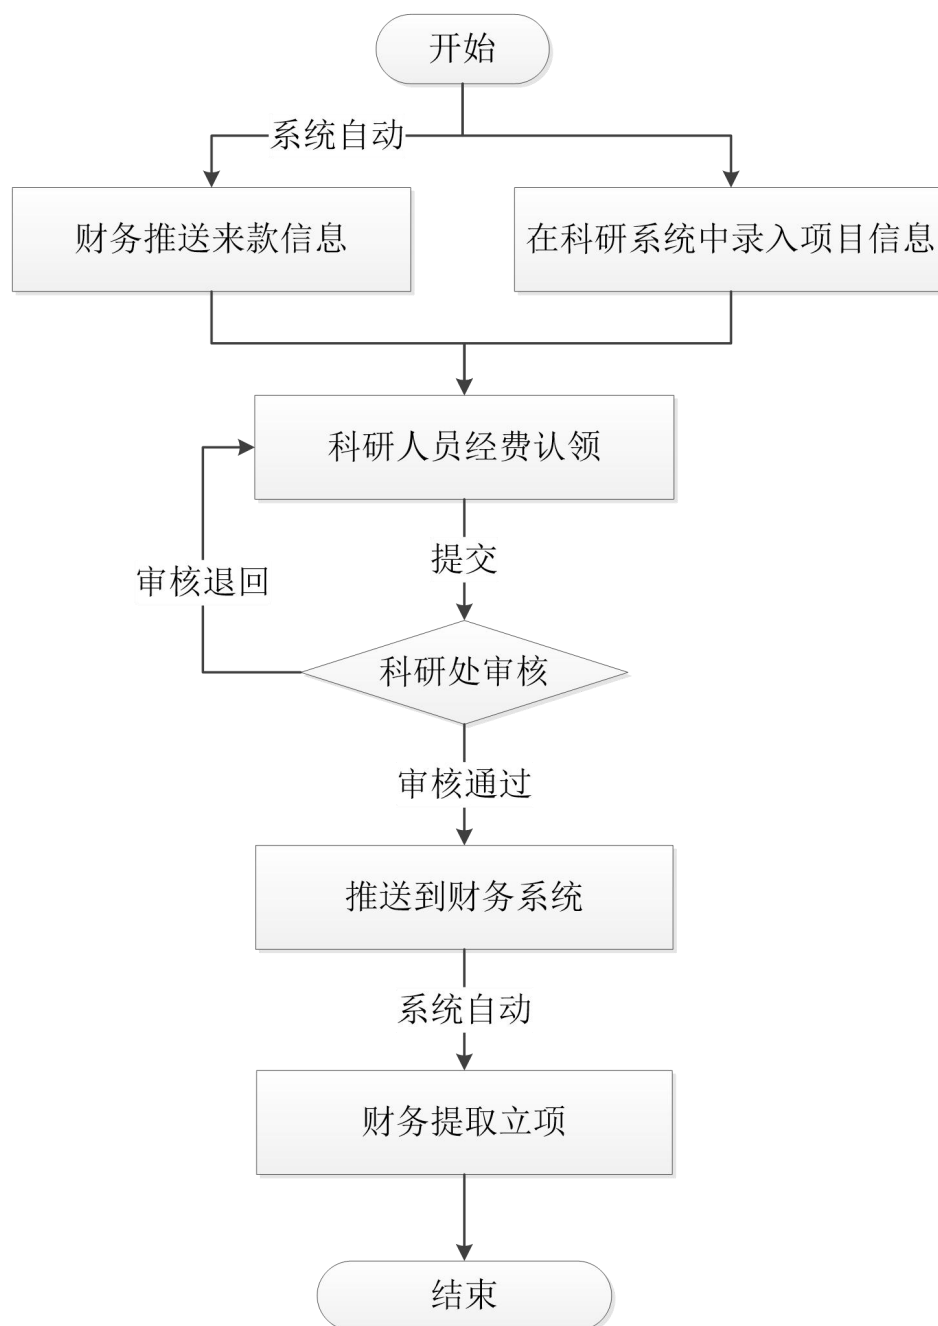 开始
系统自动
财务推送来款信息
在科研系统中录入项目信息
科研人员经费认领
提交
审核退回
科研处审核
审核通过
推送到财务系统
系统自动
财务提取立项
结束